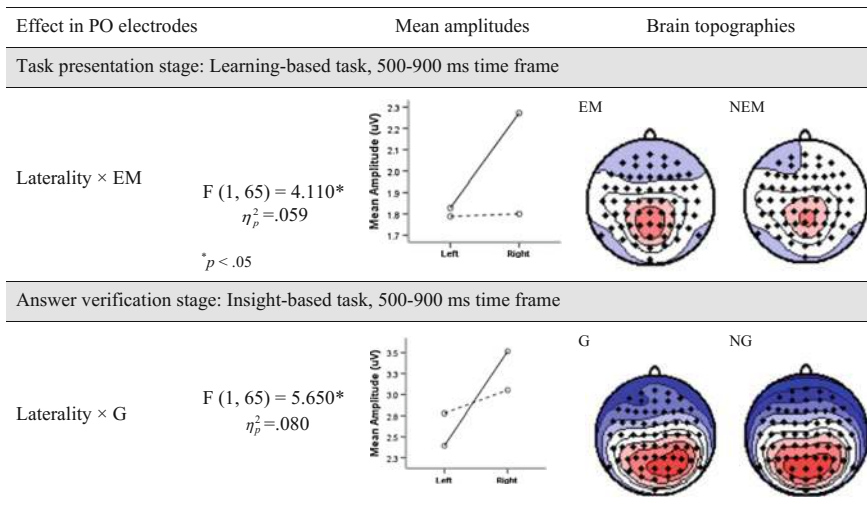 Effect in PO electrodes Mean amplitudes Brain topographies
Task presentation stage: Learning-based task, 500-900 ms time frame
Laterality × EM
F (1, 65) = 4.110*
η²ₚ =.059
*p < .05
Mean Amplitude (uV)
2.3
2.2
2.1
2.0
1.9
1.8
1.7
Left Right
EM NEM
Answer verification stage: Insight-based task, 500-900 ms time frame
Laterality × G
F (1, 65) = 5.650*
η²ₚ =.080
Mean Amplitude (uV)
3.5
3.3
3.0
2.8
2.5
2.3
Left Right
G NG